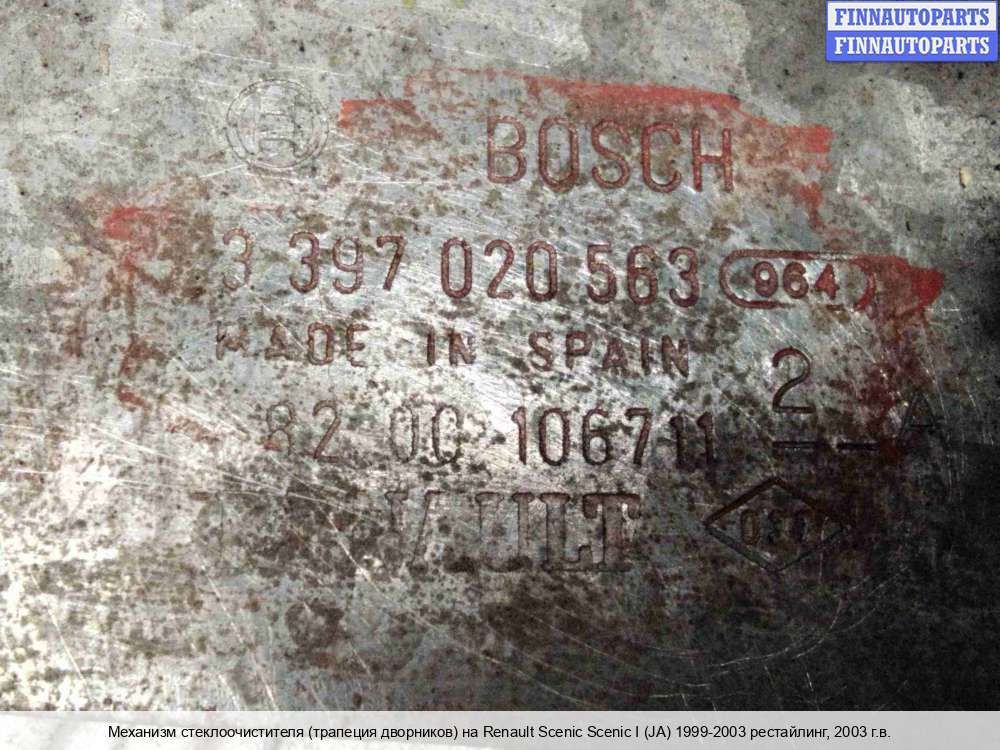 FINNAUTOPARTS
FINNAUTOPARTS
BOSCH
3 397 020 563 964
MADE IN SPAIN
2 A
82 00 106711
Механизм стеклоочистителя (трапеция дворников) на Renault Scenic Scenic I (JA) 1999-2003 рестайлинг, 2003 г.в.